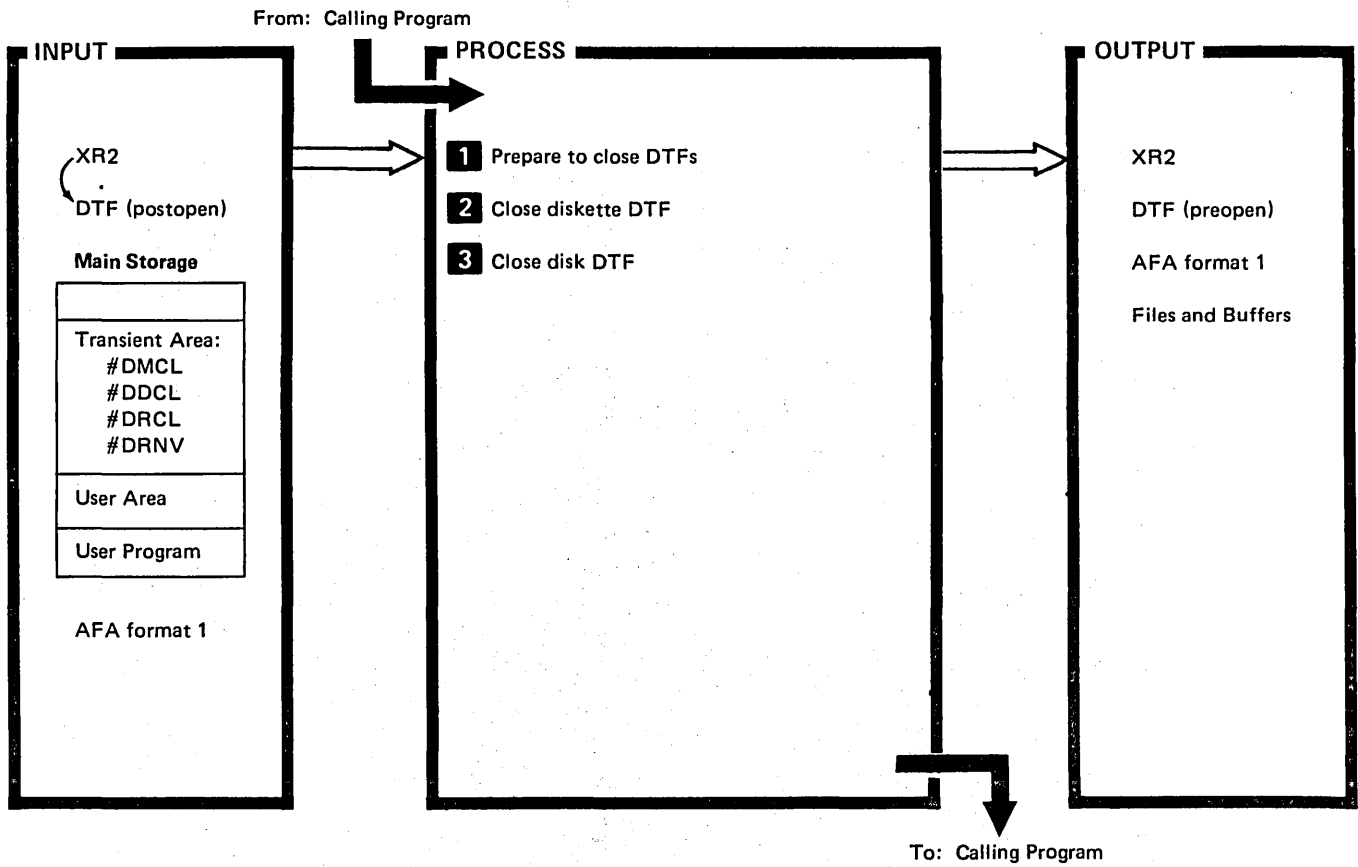 From: Calling Program
INPUT
XR2
DTF (postopen)
Main Storage
Transient Area:
#DMCL
#DDCL
#DRCL
#DRNV
User Area
User Program
AFA format 1
PROCESS
1 Prepare to close DTFs
2 Close diskette DTF
3 Close disk DTF
OUTPUT
XR2
DTF (preopen)
AFA format 1
Files and Buffers
To: Calling Program